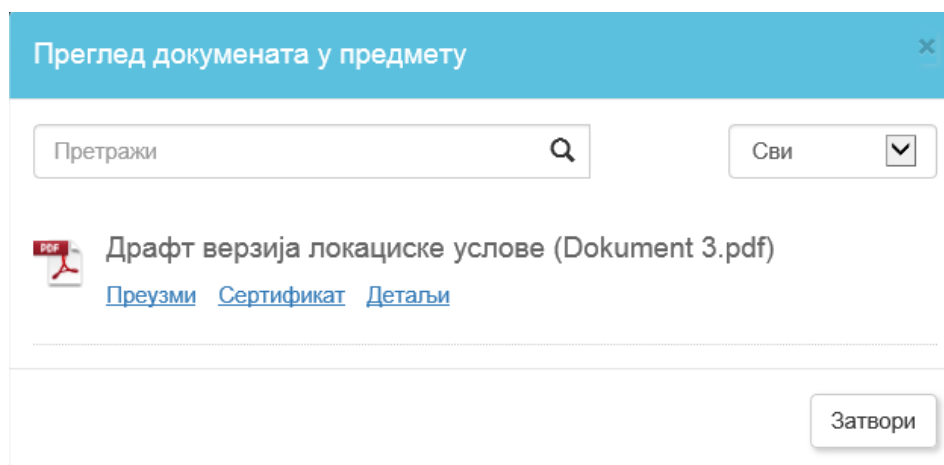 Преглед докумената у предмету ×
Претражи Сви
PDF Драфт верзија локациске услове (Dokument 3.pdf)
Преузми Сертификат Детаљи
Затвори